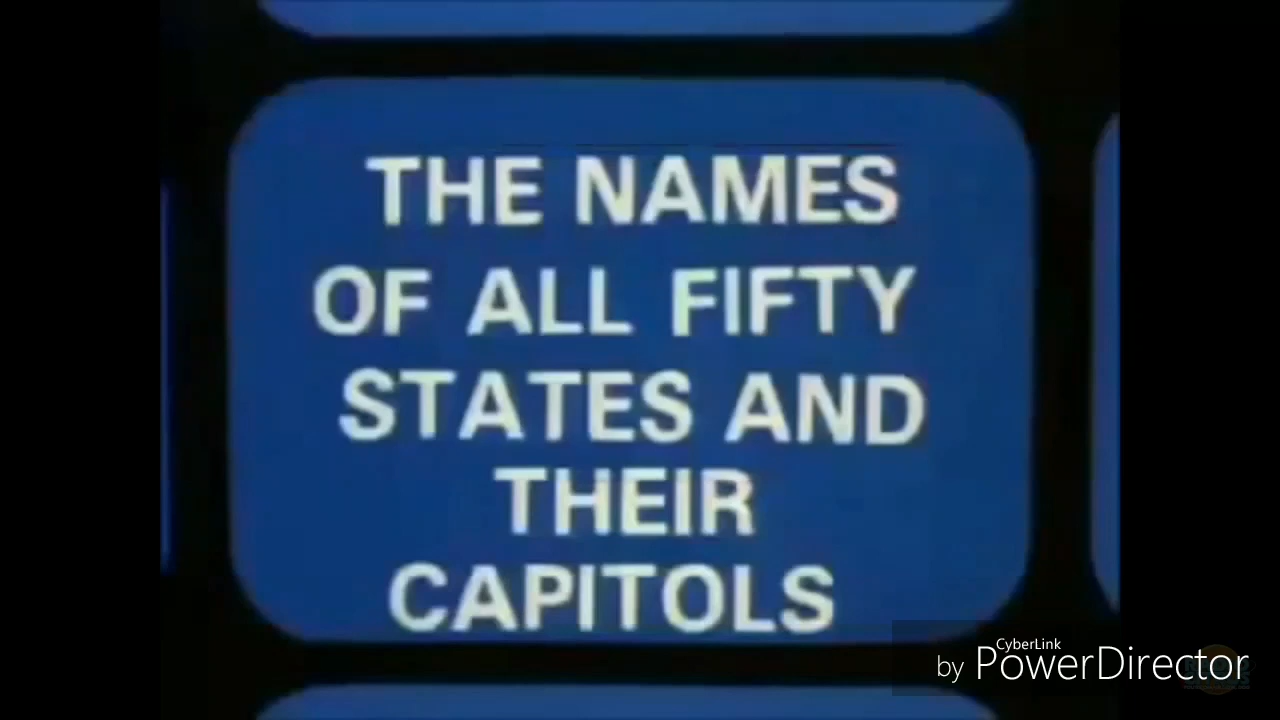 THE NAMES
OF ALL FIFTY
STATES AND
THEIR
CAPITOLS
CyberLink
by PowerDirector